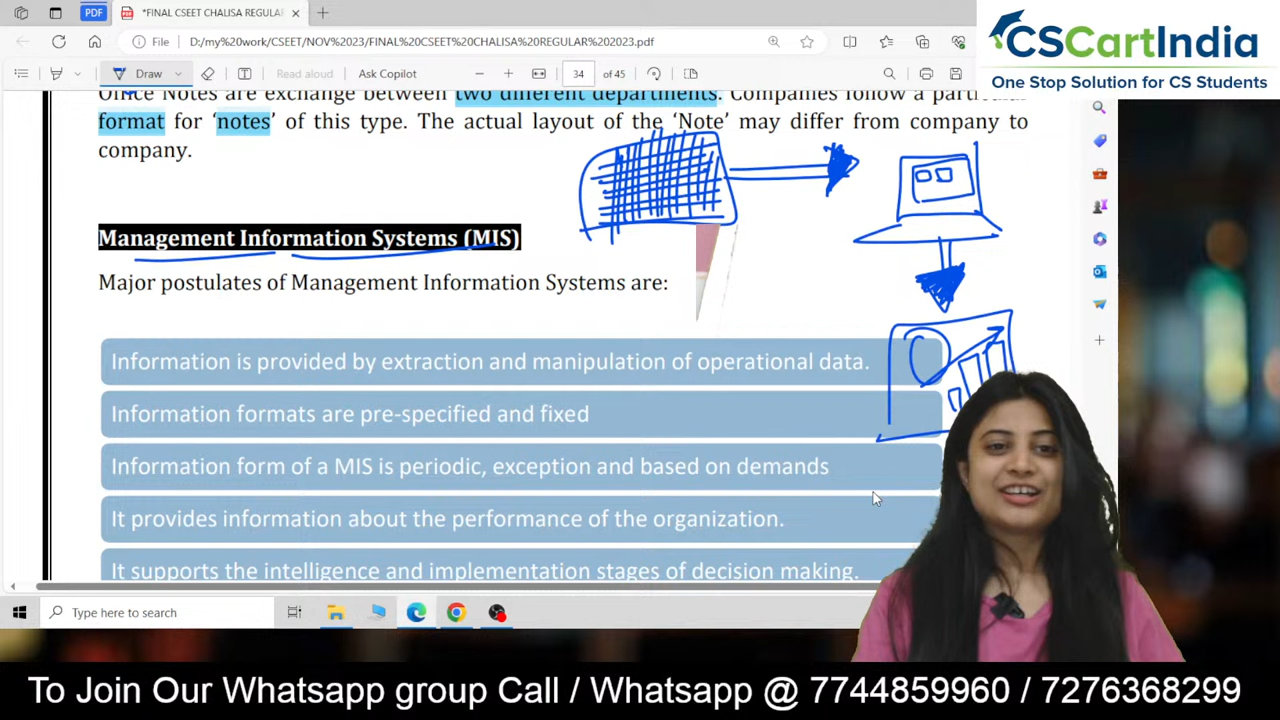 PDF
*FINAL CSEET CHALISA REGULAR
File
D:/my%20work/CSEET/NOV%2023/FINAL%20CSEET%20CHALISA%20REGULAR%202023.pdf
Draw
Read aloud
Ask Copilot
34
of 45
CSCartIndia
One Stop Solution for CS Students
Office Notes are exchange between two different departments. Companies follow a particular
format for ‘notes’ of this type. The actual layout of the ‘Note’ may differ from company to
company.
Management Information Systems (MIS)
Major postulates of Management Information Systems are:
Information is provided by extraction and manipulation of operational data.
Information formats are pre-specified and fixed
Information form of a MIS is periodic, exception and based on demands
It provides information about the performance of the organization.
It supports the intelligence and implementation stages of decision making.
Type here to search
To Join Our Whatsapp group Call / Whatsapp @ 7744859960 / 7276368299